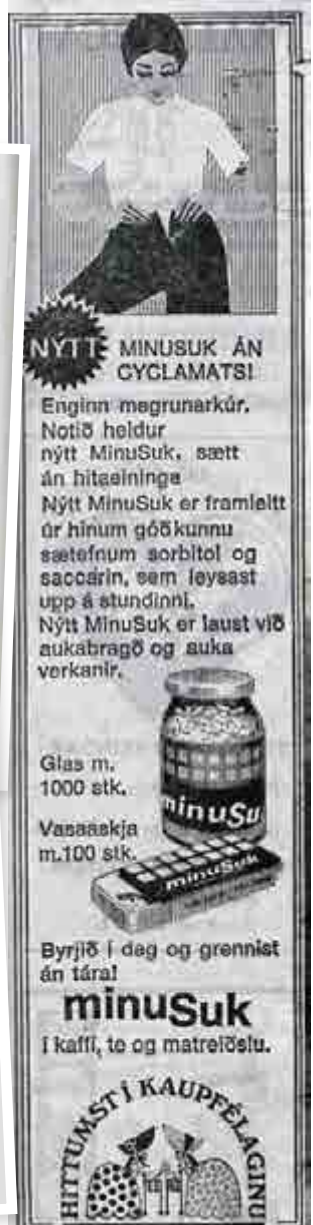 NÝTT
MINUSUK ÁN
CYCLAMATS!
Enginn megrunarkúr.
Notið heldur
nýtt MinuSuk, sætt
án hitaeininga
Nýtt MinuSuk er framleitt
úr hinum góðkunnu
sætefnum sorbitol og
saccarin, sem leysast
upp á stundinni.
Nýtt MinuSuk er laust við
aukabragð og auka
verkanir.
Glas m.
1000 stk.
minuSu
Vasaaskja
m.100 stk.
minuSuk
Byrjið í dag og grennist
án tára!
minuSuk
í kaffi, te og matreiðslu.
HITTUMST Í KAUPFÉLAGINU